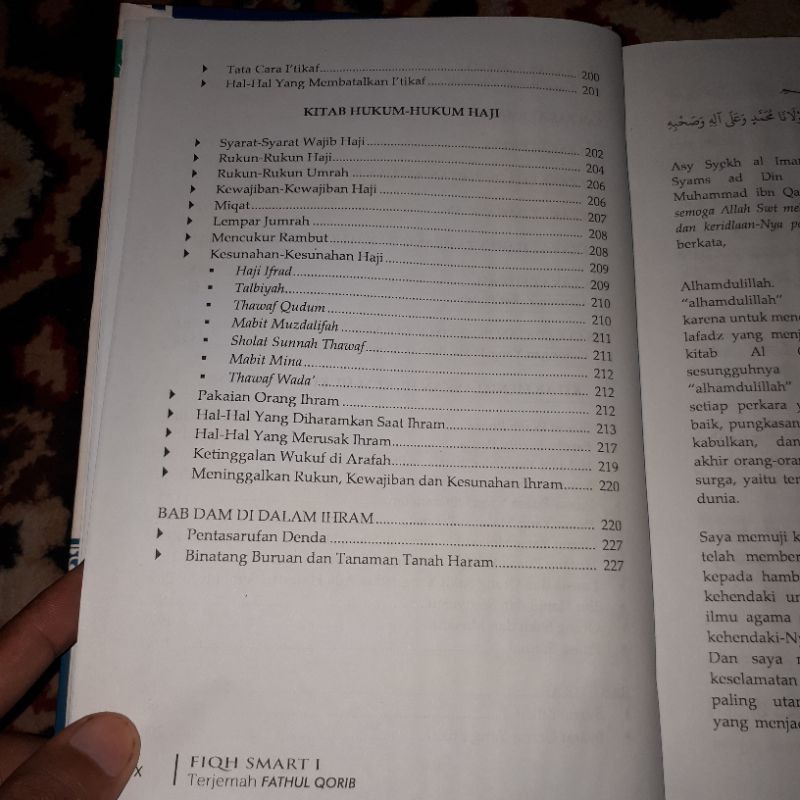 Tata Cara I'tikaf 200
Hal-Hal Yang Membatalkan I'tikaf 201
KITAB HUKUM-HUKUM HAJI
Syarat-Syarat Wajib Haji 202
Rukun-Rukun Haji 204
Rukun-Rukun Umrah 206
Kewajiban-Kewajiban Haji 206
Miqat 207
Lempar Jumrah 208
Mencukur Rambut 208
Kesunahan-Kesunahan Haji 209
Haji Ifrad 209
Talbiyah 210
Thawaf Qudum 210
Mabit Muzdalifah 211
Sholat Sunnah Thawaf 211
Mabit Mina 212
Thawaf Wada' 212
Pakaian Orang Ihram 212
Hal-Hal Yang Diharamkan Saat Ihram 213
Hal-Hal Yang Merusak Ihram 217
Ketinggalan Wukuf di Arafah 219
Meninggalkan Rukun, Kewajiban dan Kesunahan Ihram 220
BAB DAM DI DALAM IHRAM 220
Pentasarufan Denda 227
Binatang Buruan dan Tanaman Tanah Haram 227
x | FIQH SMART I
Terjemah FATHUL QORIB
مُحَمَّدٍ وَعَلَى آلِهِ وَصَحْبِهِ
Asy Syekh al Ima
Syams ad Din
Muhammad ibn Qa
semoga Allah Swt me
dan keridlaan-Nya p
berkata,
Alhamdulillah.
"alhamdulillah"
karena untuk men
lafadz yang menj
kitab Al
sesungguhnya
"alhamdulillah"
setiap perkara y
baik, pungkasan
kabulkan, dan
akhir orang-ora
surga, yaitu ter
dunia.
Saya memuji k
telah member
kepada hamb
kehendaki un
ilmu agama
kehendaki-Ny
Dan saya
keselamatan
paling utar
yang menja